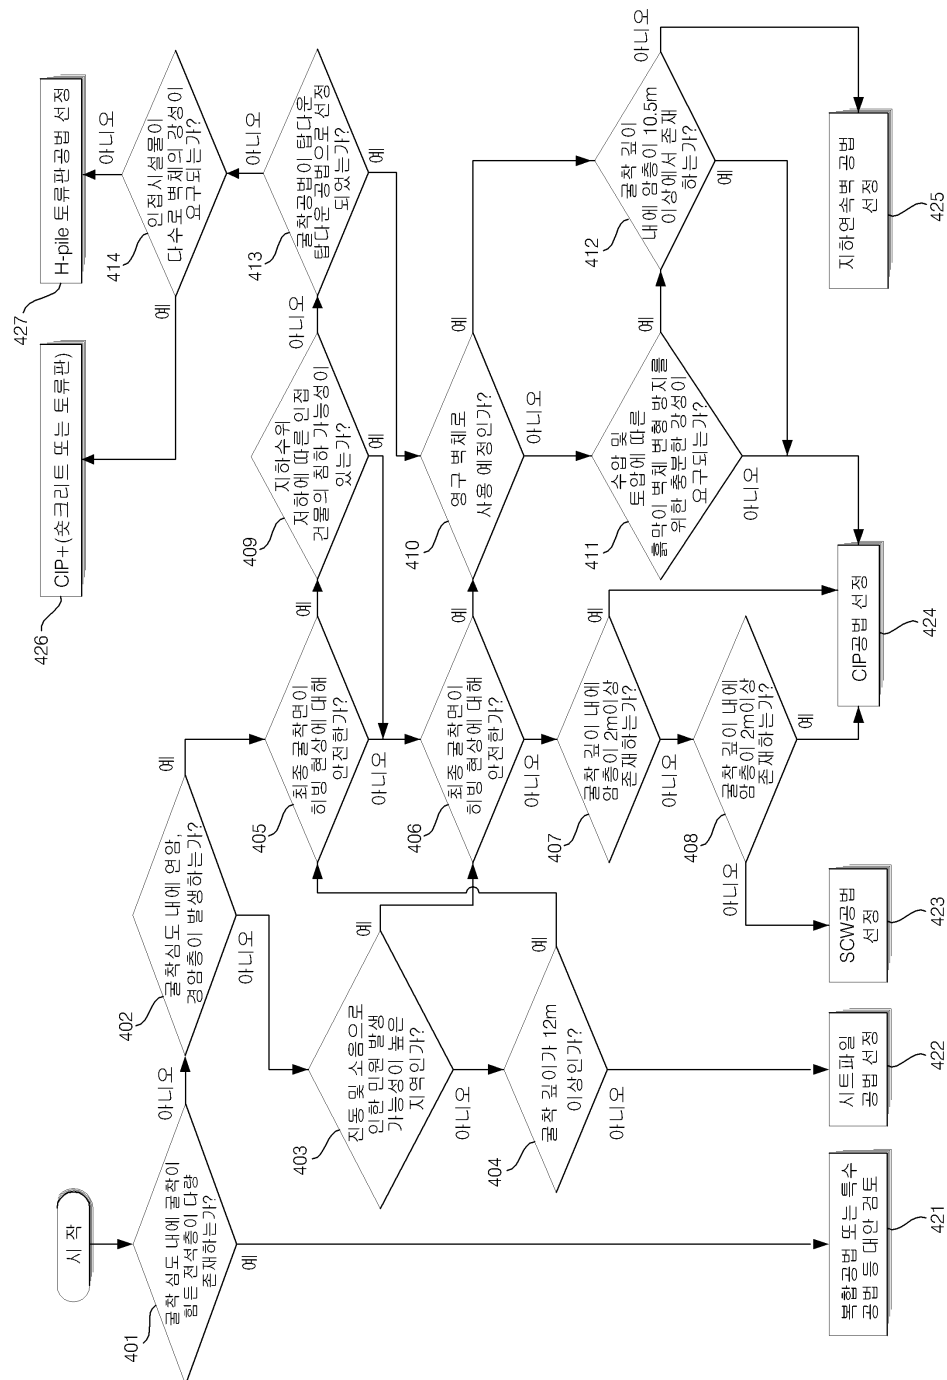 시 작
401
굴착 심도 내에 굴착이
힘든 전석층이 다량
존재하는가?
아니오
예
402
굴착심도 내에 연암,
경암층이 발생하는가?
예
아니오
403
진동 및 소음으로
인한 민원 발생
가능성이 높은
지역인가?
예
아니오
404
굴착 깊이가 12m
이상인가?
예
아니오
405
최종 굴착면이
히빙 현상에 대해
안전한가?
예
아니오
406
최종 굴착면이
히빙 현상에 대해
안전한가?
예
아니오
407
굴착 깊이 내에
암층이 2m이상
존재하는가?
예
아니오
408
굴착 깊이 내에
암층이 2m이상
존재하는가?
예
아니오
409
지하수위
저하에 따른 인접
건물의 침하 가능성이
있는가?
아니오
예
410
영구 벽체로
사용 예정인가?
예
아니오
411
수압 및
토압에 따른
흙막이 벽체 변형 방지를
위한 충분한 강성이
요구되는가?
예
아니오
412
굴착 깊이
내에 암층이 10.5m
이상에서 존재
하는가?
아니오
예
413
굴착공법이 탑다운
탑다운 공법으로 선정
되었는가?
아니오
예
414
인접시설물이
다수로 벽체의 강성이
요구되는가?
아니오
예
복합공법 또는 특수
공법 등 대안 검토
421
시트파일
공법 선정
422
SCW공법
선정
423
CIP공법 선정
424
지하연속벽 공법
선정
425
CIP+(숏크리트 또는 토류판)
426
H-pile 토류판공법 선정
427